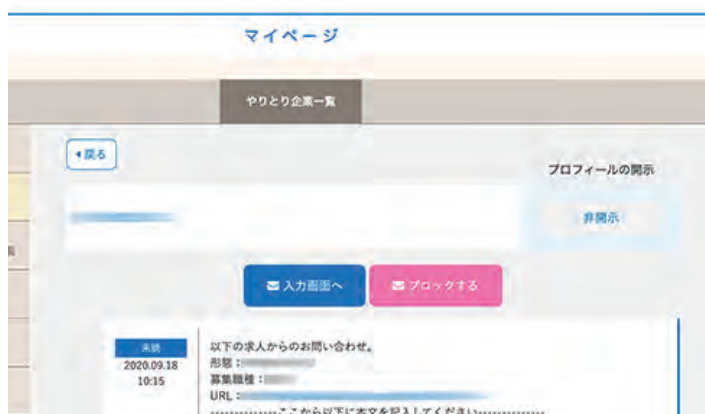 マイページ
やりとり企業一覧
戻る
プロフィールの開示
非開示
入力画面へ
ブロックする
未読
2020.09.18
10:15
以下の求人からのお問い合わせ。
形態：
募集職種：
URL：
--------------ここから以下に本文を記入してください--------------